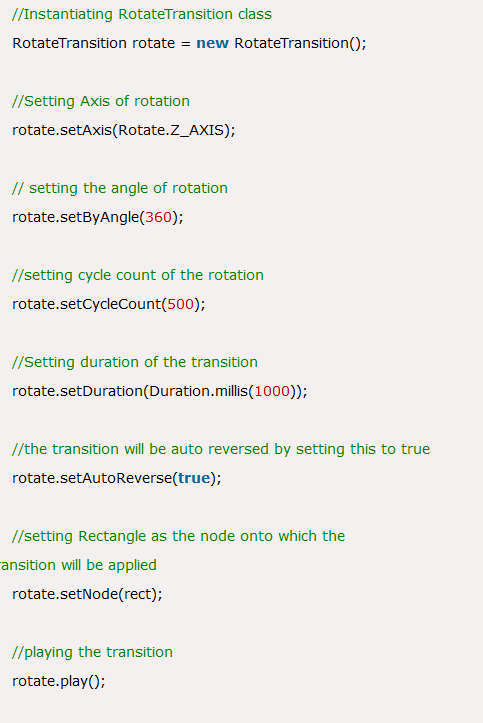 //Instantiating RotateTransition class
RotateTransition rotate = new RotateTransition();
//Setting Axis of rotation
rotate.setAxis(Rotate.Z_AXIS);
// setting the angle of rotation
rotate.setByAngle(360);
//setting cycle count of the rotation
rotate.setCycleCount(500);
//Setting duration of the transition
rotate.setDuration(Duration.millis(1000));
//the transition will be auto reversed by setting this to true
rotate.setAutoReverse(true);
//setting Rectangle as the node onto which the
ransition will be applied
rotate.setNode(rect);
//playing the transition
rotate.play();